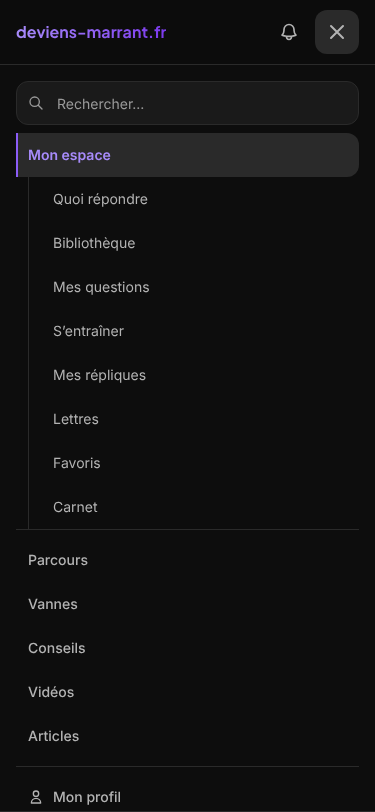 deviens-marrant.fr
Rechercher...
Mon espace
Quoi répondre
Bibliothèque
Mes questions
S'entraîner
Mes répliques
Lettres
Favoris
Carnet
Parcours
Vannes
Conseils
Vidéos
Articles
Mon profil